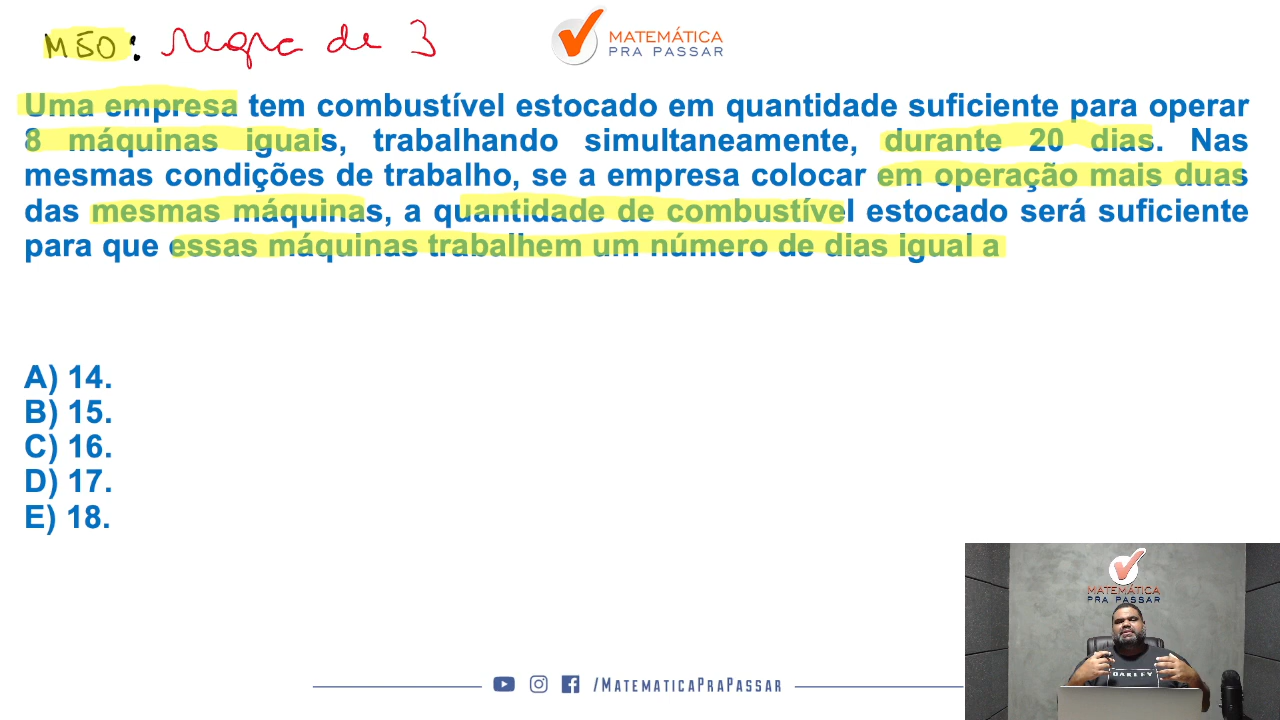 M50: regra de 3
MATEMÁTICA
PRA PASSAR
Uma empresa tem combustível estocado em quantidade suficiente para operar
8 máquinas iguais, trabalhando simultaneamente, durante 20 dias. Nas
mesmas condições de trabalho, se a empresa colocar em operação mais duas
das mesmas máquinas, a quantidade de combustível estocado será suficiente
para que essas máquinas trabalhem um número de dias igual a
A) 14.
B) 15.
C) 16.
D) 17.
E) 18.
MATEMÁTICA
PRA PASSAR
OAKLEY
/MATEMATICAPRAPASSAR